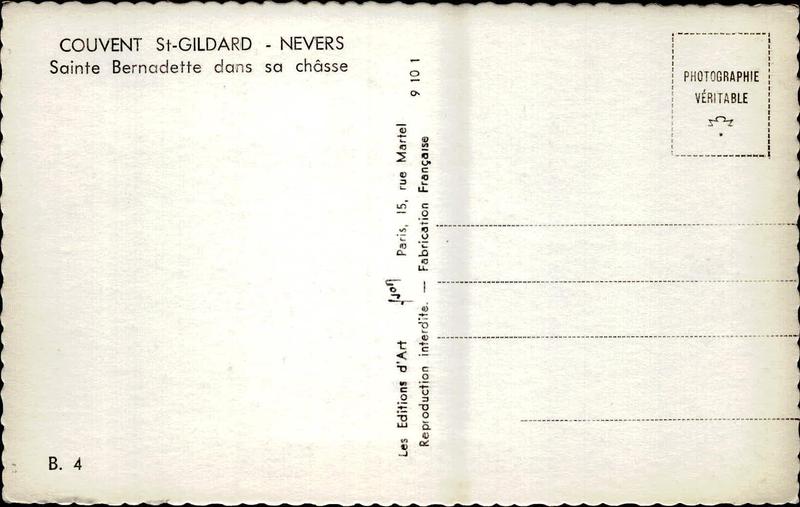 COUVENT St-GILDARD - NEVERS
Sainte Bernadette dans sa châsse
B. 4
Les Editions d'Art Yvon Paris, 15, rue Martel 9 10 1
Reproduction interdite. — Fabrication Française
PHOTOGRAPHIE
VÉRITABLE